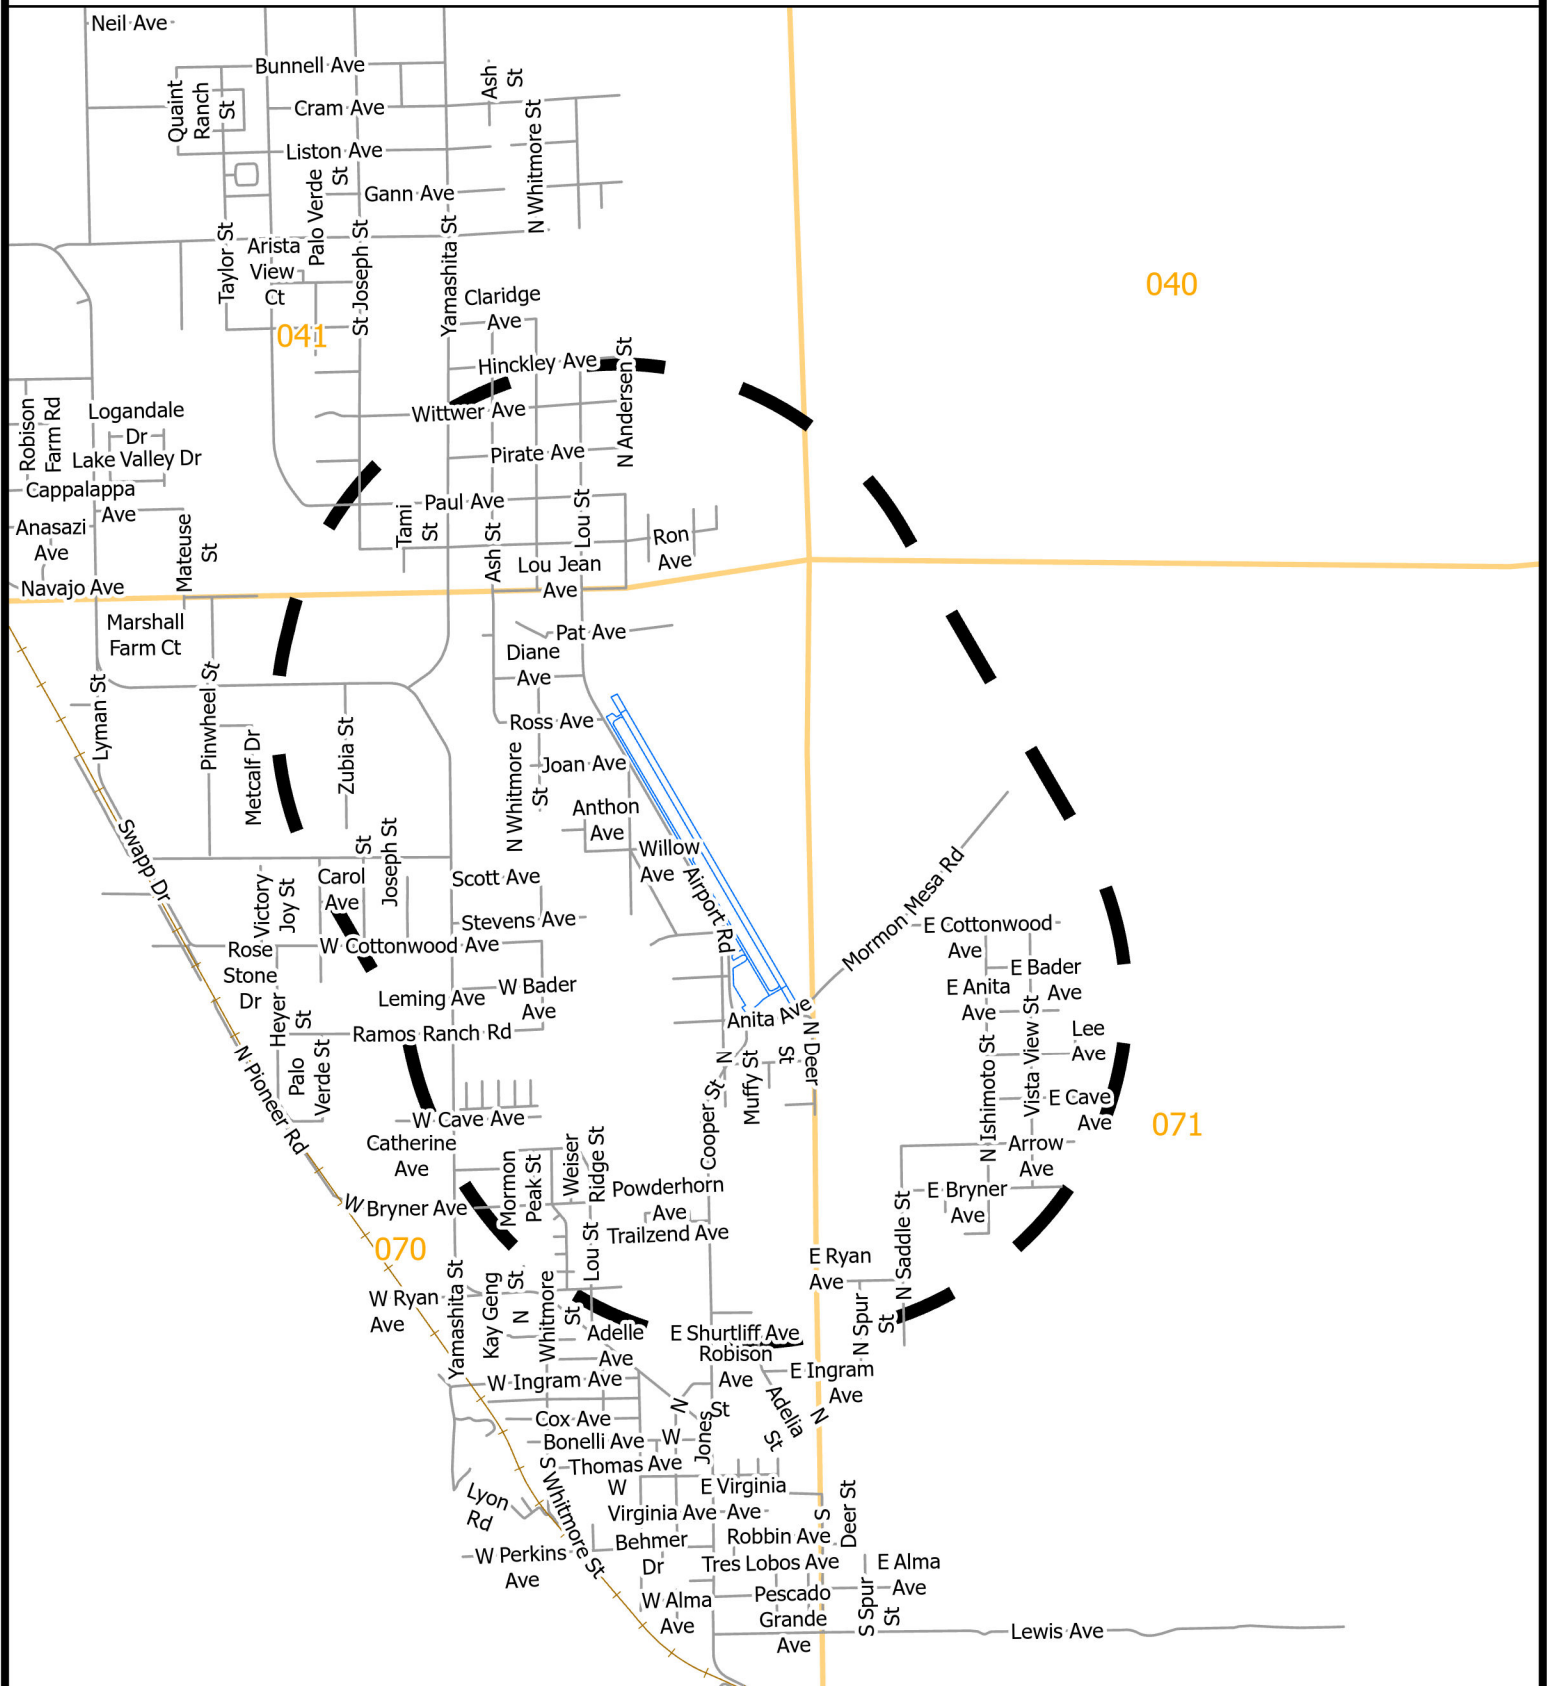 Neil Ave
Bunnell Ave
Ash
St
Quaint
Ranch
St
Cram Ave
N Whitmore St
Liston Ave
Palo Verde
St
Gann Ave
Taylor St
Arista
View
Ct
St Joseph St
Yamashita St
Claridge
Ave
040
041
Hinckley Ave
N Andersen St
Robison
Farm Rd
Logandale
Dr
Wittwer Ave
Lake Valley Dr
Pirate Ave
Cappalapa
Ave
Paul Ave
Tami
St
Lou St
Anasazi
Ave
Mateuse
St
Ash St
Ron
Ave
Lou Jean
Ave
Navajo Ave
Marshall
Farm Ct
Pat Ave
Diane
Ave
Lyman St
Pinwheel St
Metcalf Dr
Zubia St
Ross Ave
N Whitmore
St
Joan Ave
Anthon
Ave
Swapp Dr
St
Joseph St
Willow
Ave
Airport Rd
Mormon Mesa Rd
Victory
Joy St
Carol
Ave
Scott Ave
Stevens Ave
E Cottonwood
Ave
Rose
Stone
Dr
W Cottonwood Ave
E Bader
Ave
Leming Ave
W Bader
Ave
E Anita
Ave
Anita Ave
Heyer
St
Ramos Ranch Rd
N Deer
St
Lee
Ave
N Pioneer Rd
Palo
Verde St
N
Cooper St
Muffy St
N Ishimoto St
Vista View St
E Cave
Ave
W Cave Ave
071
Catherine
Ave
Mormon
Peak St
Weiser
Ridge St
Arrow
Ave
W Bryner Ave
Powderhorn
Ave
E Bryner
Ave
Trailzend Ave
070
Lou St
N Saddle St
E Ryan
Ave
W Ryan
Ave
Yamashita St
Kay Geng
St
N
Whitmore
St
N Spur
St
Adelle
Ave
E Shurtliff Ave
Robison
Ave
E Ingram
Ave
W Ingram Ave
Adelia
St
N
Cox Ave
N
Jones
St
Bonelli Ave
W
Thomas Ave
S Whitmore St
W
Virginia Ave
E Virginia
Ave
S
Deer St
Lyon
Rd
Behmer
Dr
Robbin Ave
W Perkins
Ave
Tres Lobos Ave
E Alma
Ave
W Alma
Ave
Pescado
Grande
Ave
S Spur
St
Lewis Ave